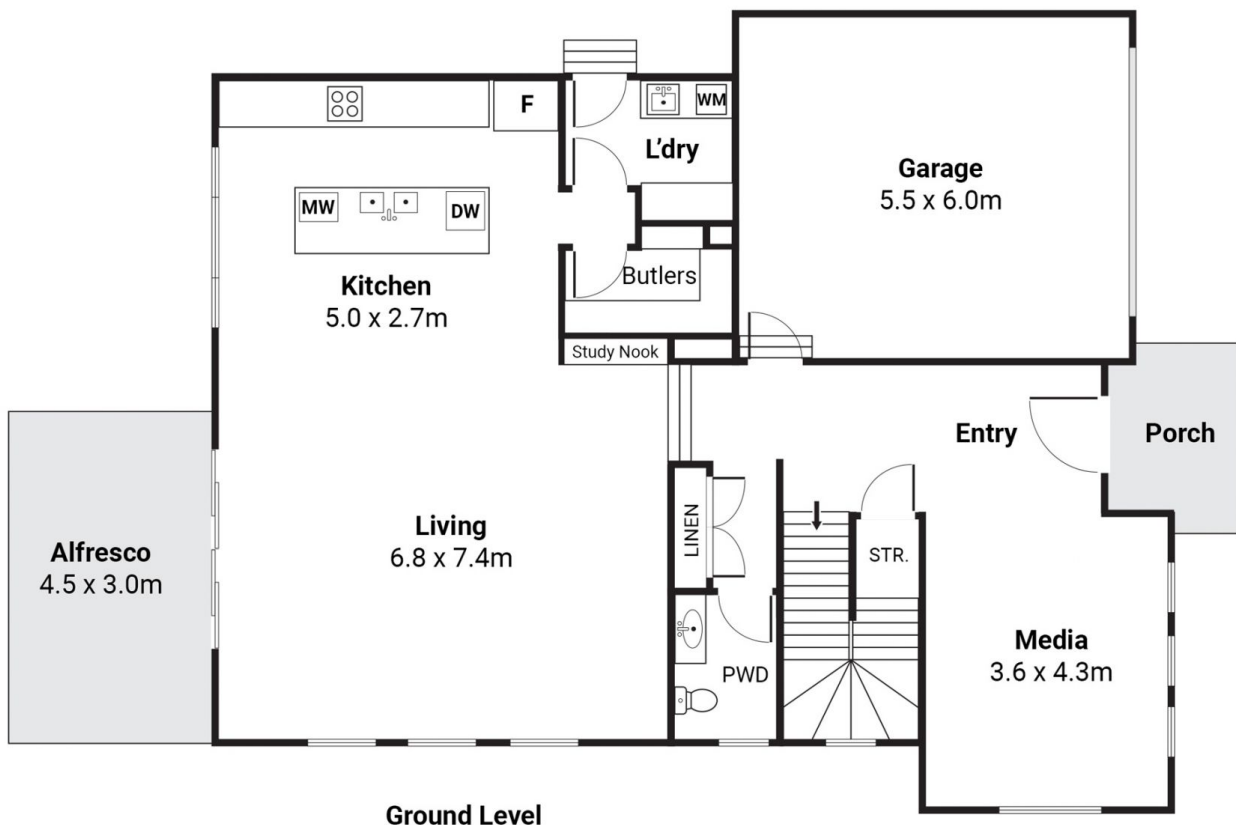 F
WM
L'dry
Garage
5.5 x 6.0m
MW
DW
Butlers
Kitchen
5.0 x 2.7m
Study Nook
Entry
Porch
Living
6.8 x 7.4m
LINEN
STR.
Alfresco
4.5 x 3.0m
Media
3.6 x 4.3m
PWD
Ground Level